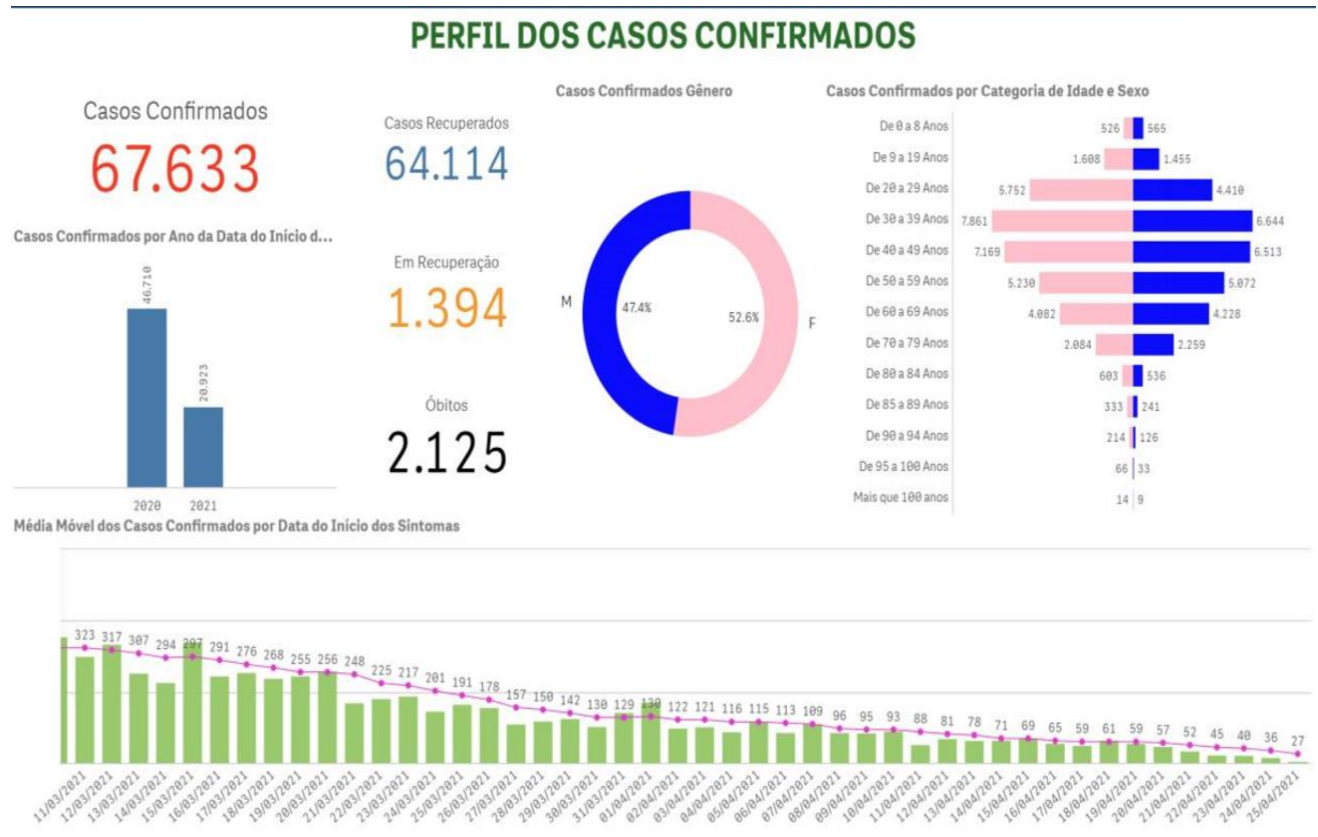 PERFIL DOS CASOS CONFIRMADOS
Casos Confirmados
67.633
Casos Recuperados
64.114
Em Recuperação
1.394
Óbitos
2.125
Casos Confirmados por Ano da Data do Início d...
46.710
20.923
2020 2021
Casos Confirmados Gênero
M
47.4%
52.6%
F
Casos Confirmados por Categoria de Idade e Sexo
De 0 a 8 Anos 526 565
De 9 a 19 Anos 1.608 1.455
De 20 a 29 Anos 5.752 4.410
De 30 a 39 Anos 7.861 6.644
De 40 a 49 Anos 7.169 6.513
De 50 a 59 Anos 5.230 5.072
De 60 a 69 Anos 4.082 4.228
De 70 a 79 Anos 2.084 2.259
De 80 a 84 Anos 603 536
De 85 a 89 Anos 333 241
De 90 a 94 Anos 214 126
De 95 a 100 Anos 66 33
Mais que 100 anos 14 9
Média Móvel dos Casos Confirmados por Data do Início dos Sintomas
323 317 307 294 297 291 276 268 255 256 248 225 217 201 191 178 157 150 142 130 129 130 122 121 116 115 113 109 96 95 93 88 81 78 71 69 65 59 61 59 57 52 45 40 36 27
11/03/2021 12/03/2021 13/03/2021 14/03/2021 15/03/2021 16/03/2021 17/03/2021 18/03/2021 19/03/2021 20/03/2021 21/03/2021 22/03/2021 23/03/2021 24/03/2021 25/03/2021 26/03/2021 27/03/2021 28/03/2021 29/03/2021 30/03/2021 31/03/2021 01/04/2021 02/04/2021 03/04/2021 04/04/2021 05/04/2021 06/04/2021 07/04/2021 08/04/2021 09/04/2021 10/04/2021 11/04/2021 12/04/2021 13/04/2021 14/04/2021 15/04/2021 16/04/2021 17/04/2021 18/04/2021 19/04/2021 20/04/2021 21/04/2021 22/04/2021 23/04/2021 24/04/2021 25/04/2021